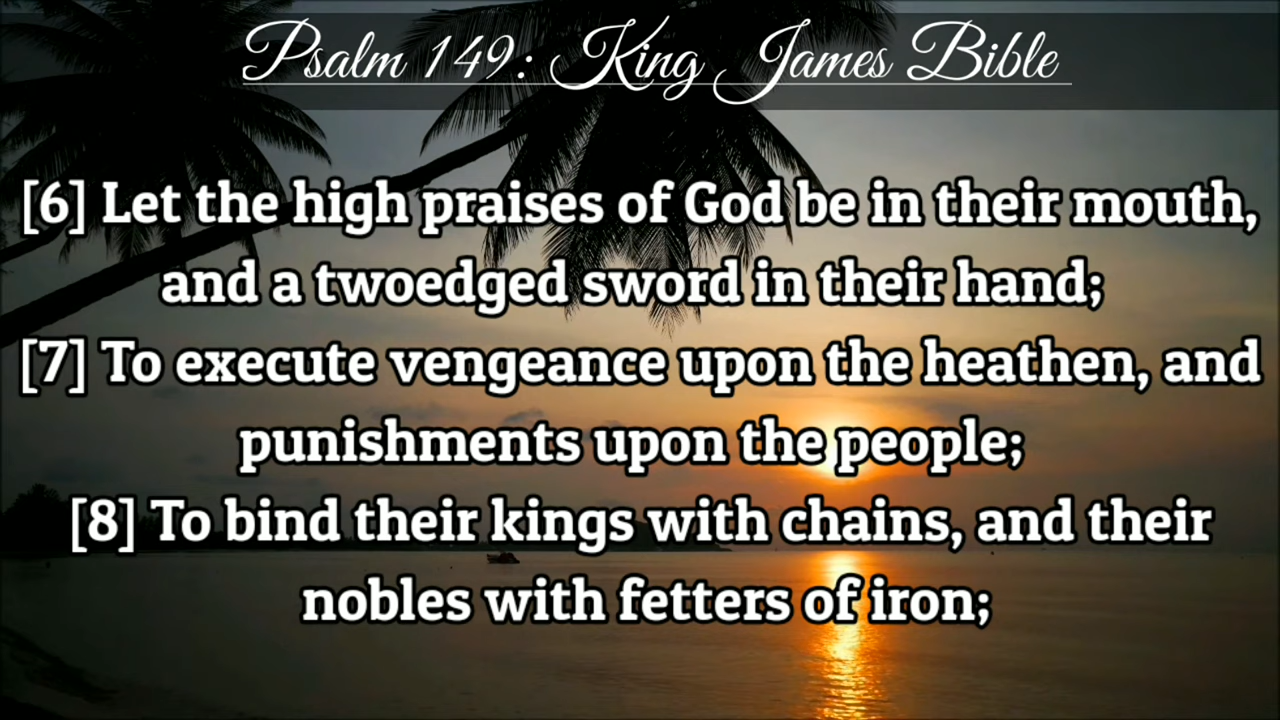 Psalm 149: King James Bible
[6] Let the high praises of God be in their mouth,
and a twoedged sword in their hand;
[7] To execute vengeance upon the heathen, and
punishments upon the people;
[8] To bind their kings with chains, and their
nobles with fetters of iron;